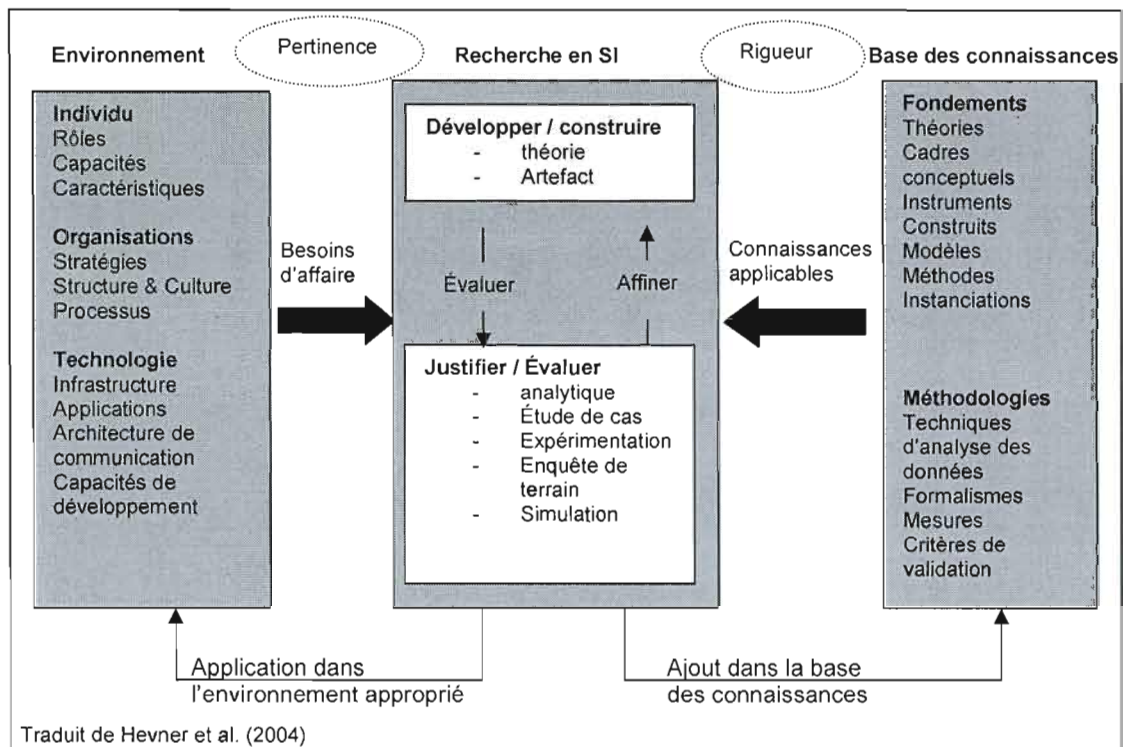 Environnement
Pertinence
Recherche en SI
Rigueur
Base des connaissances
Individu
Rôles
Capacités
Caractéristiques
Organisations
Stratégies
Structure & Culture
Processus
Technologie
Infrastructure
Applications
Architecture de
communication
Capacités de
développement
Besoins
d'affaire
Développer / construire
- théorie
- Artefact
Évaluer
Affiner
Justifier / Évaluer
- analytique
- Étude de cas
- Expérimentation
- Enquête de
terrain
- Simulation
Connaissances
applicables
Fondements
Théories
Cadres
conceptuels
Instruments
Construits
Modèles
Méthodes
Instanciations
Méthodologies
Techniques
d'analyse des
données
Formalismes
Mesures
Critères de
validation
Application dans
l'environnement approprié
Ajout dans la base
des connaissances
Traduit de Hevner et al. (2004)